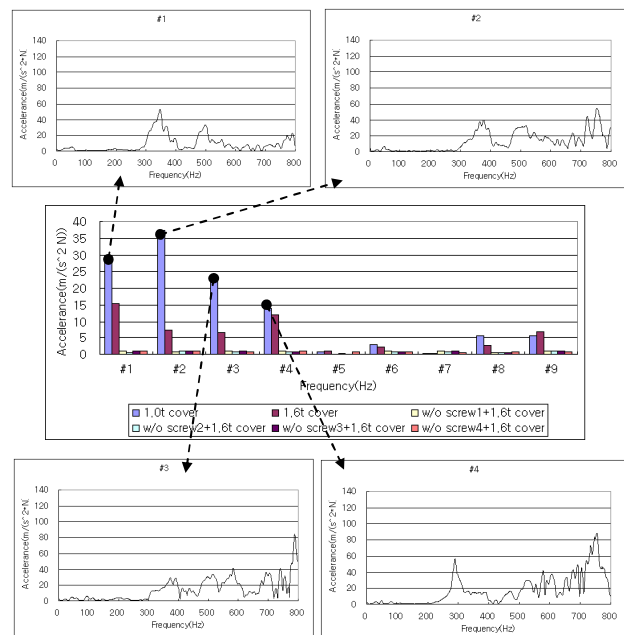 #1
140
120
100
80
60
40
20
0
Accelerance(m/(s^2*N)
0 100 200 300 400 500 600 700 800
Frequency(Hz)
#2
140
120
100
80
60
40
20
0
Accelerance(m/(s^2*N)
0 100 200 300 400 500 600 700 800
Frequency(Hz)
40
35
30
25
20
15
10
5
0
Accelerance(m/(s^2 N))
#1 #2 #3 #4 #5 #6 #7 #8 #9
Frequency(Hz)
1,0t cover 1,6t cover w/o screw1+1,6t cover
w/o screw2+1,6t cover w/o screw3+1,6t cover w/o screw4+1,6t cover
#3
140
120
100
80
60
40
20
0
Accelerance(m/(s^2*N)
0 100 200 300 400 500 600 700 800
Frequency(Hz)
#4
140
120
100
80
60
40
20
0
Accelerance(m/(s^2*N)
0 100 200 300 400 500 600 700 800
Frequency(Hz)